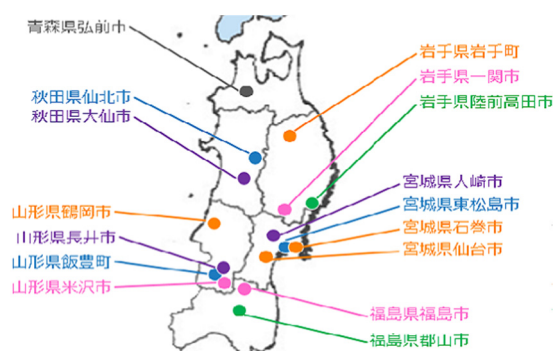 青森県弘前市
秋田県仙北市
秋田県大仙市
山形県鶴岡市
山形県長井市
山形県飯豊町
山形県米沢市
岩手県岩手町
岩手県一関市
岩手県陸前高田市
宮城県大崎市
宮城県東松島市
宮城県石巻市
宮城県仙台市
福島県福島市
福島県郡山市